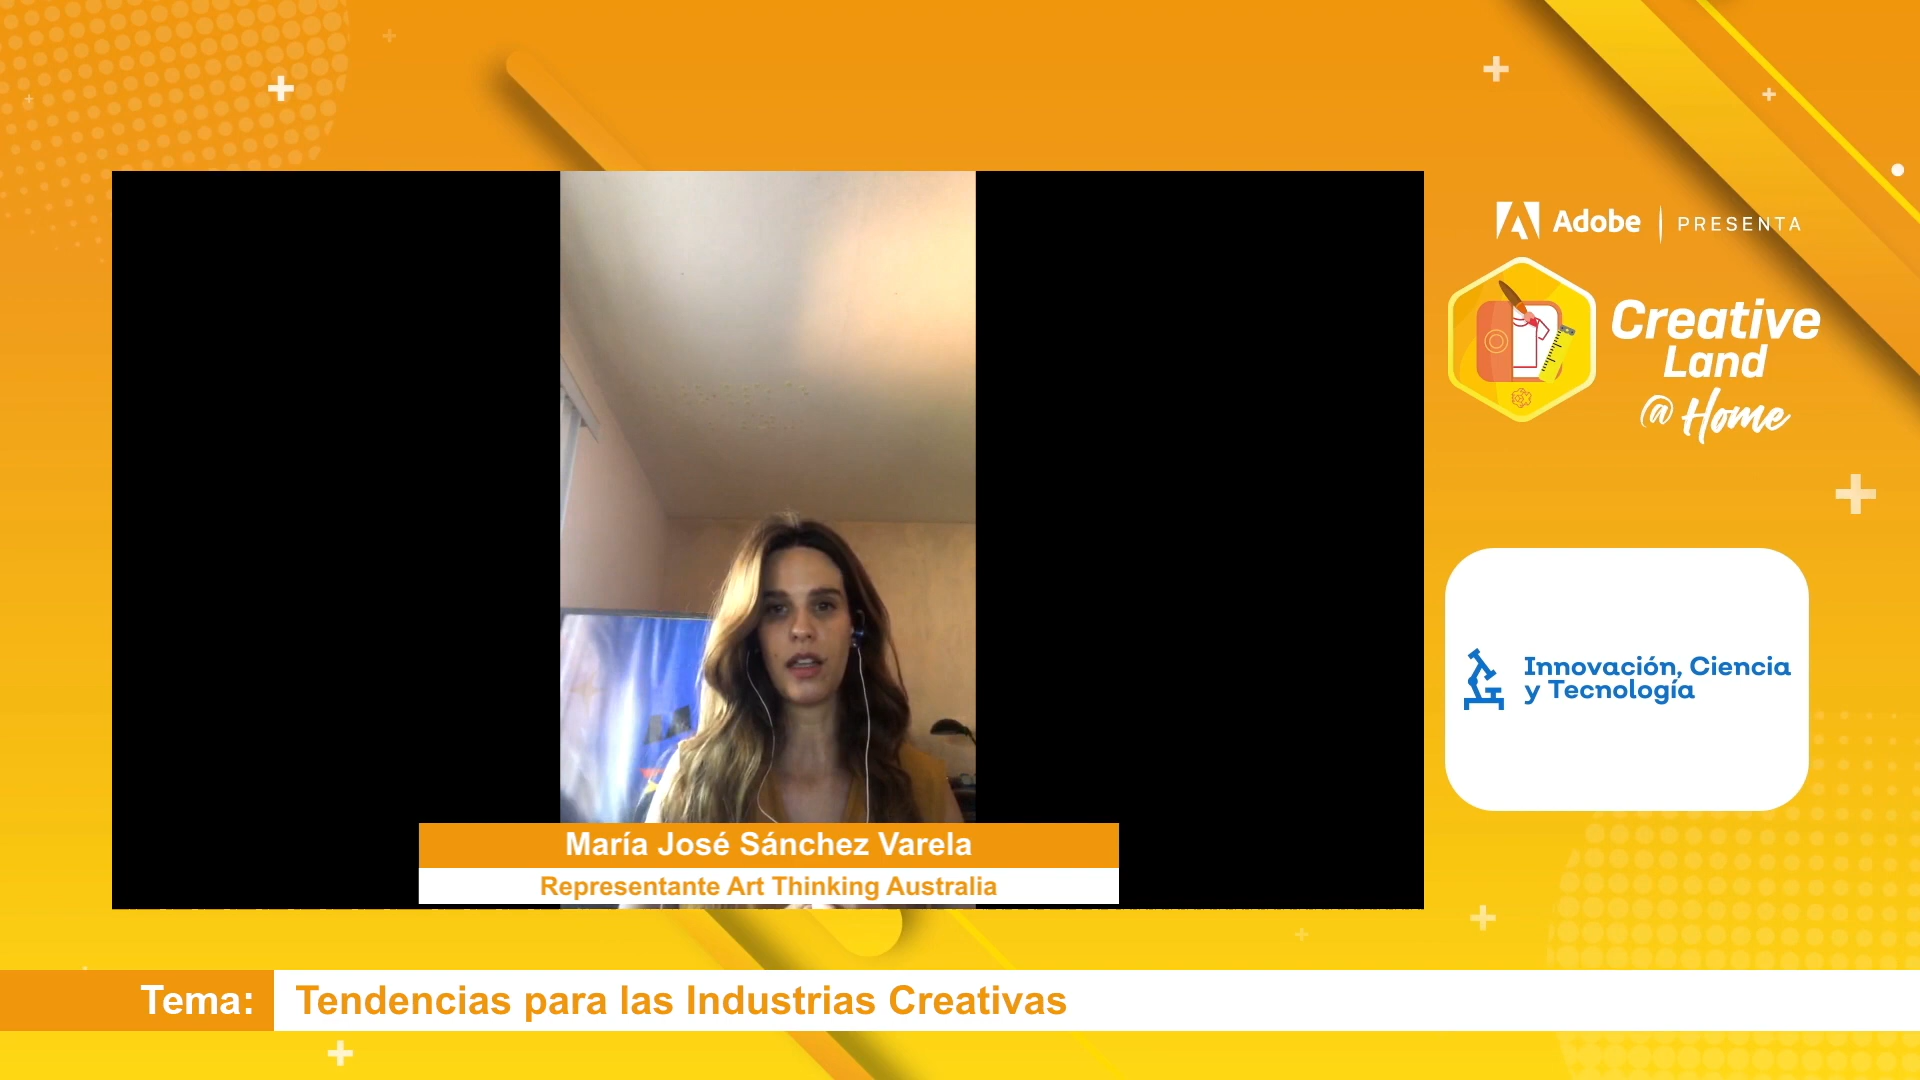 Adobe | PRESENTA
Creative
Land
@ Home
Innovación, Ciencia
y Tecnología
María José Sánchez Varela
Representante Art Thinking Australia
Tema: Tendencias para las Industrias Creativas